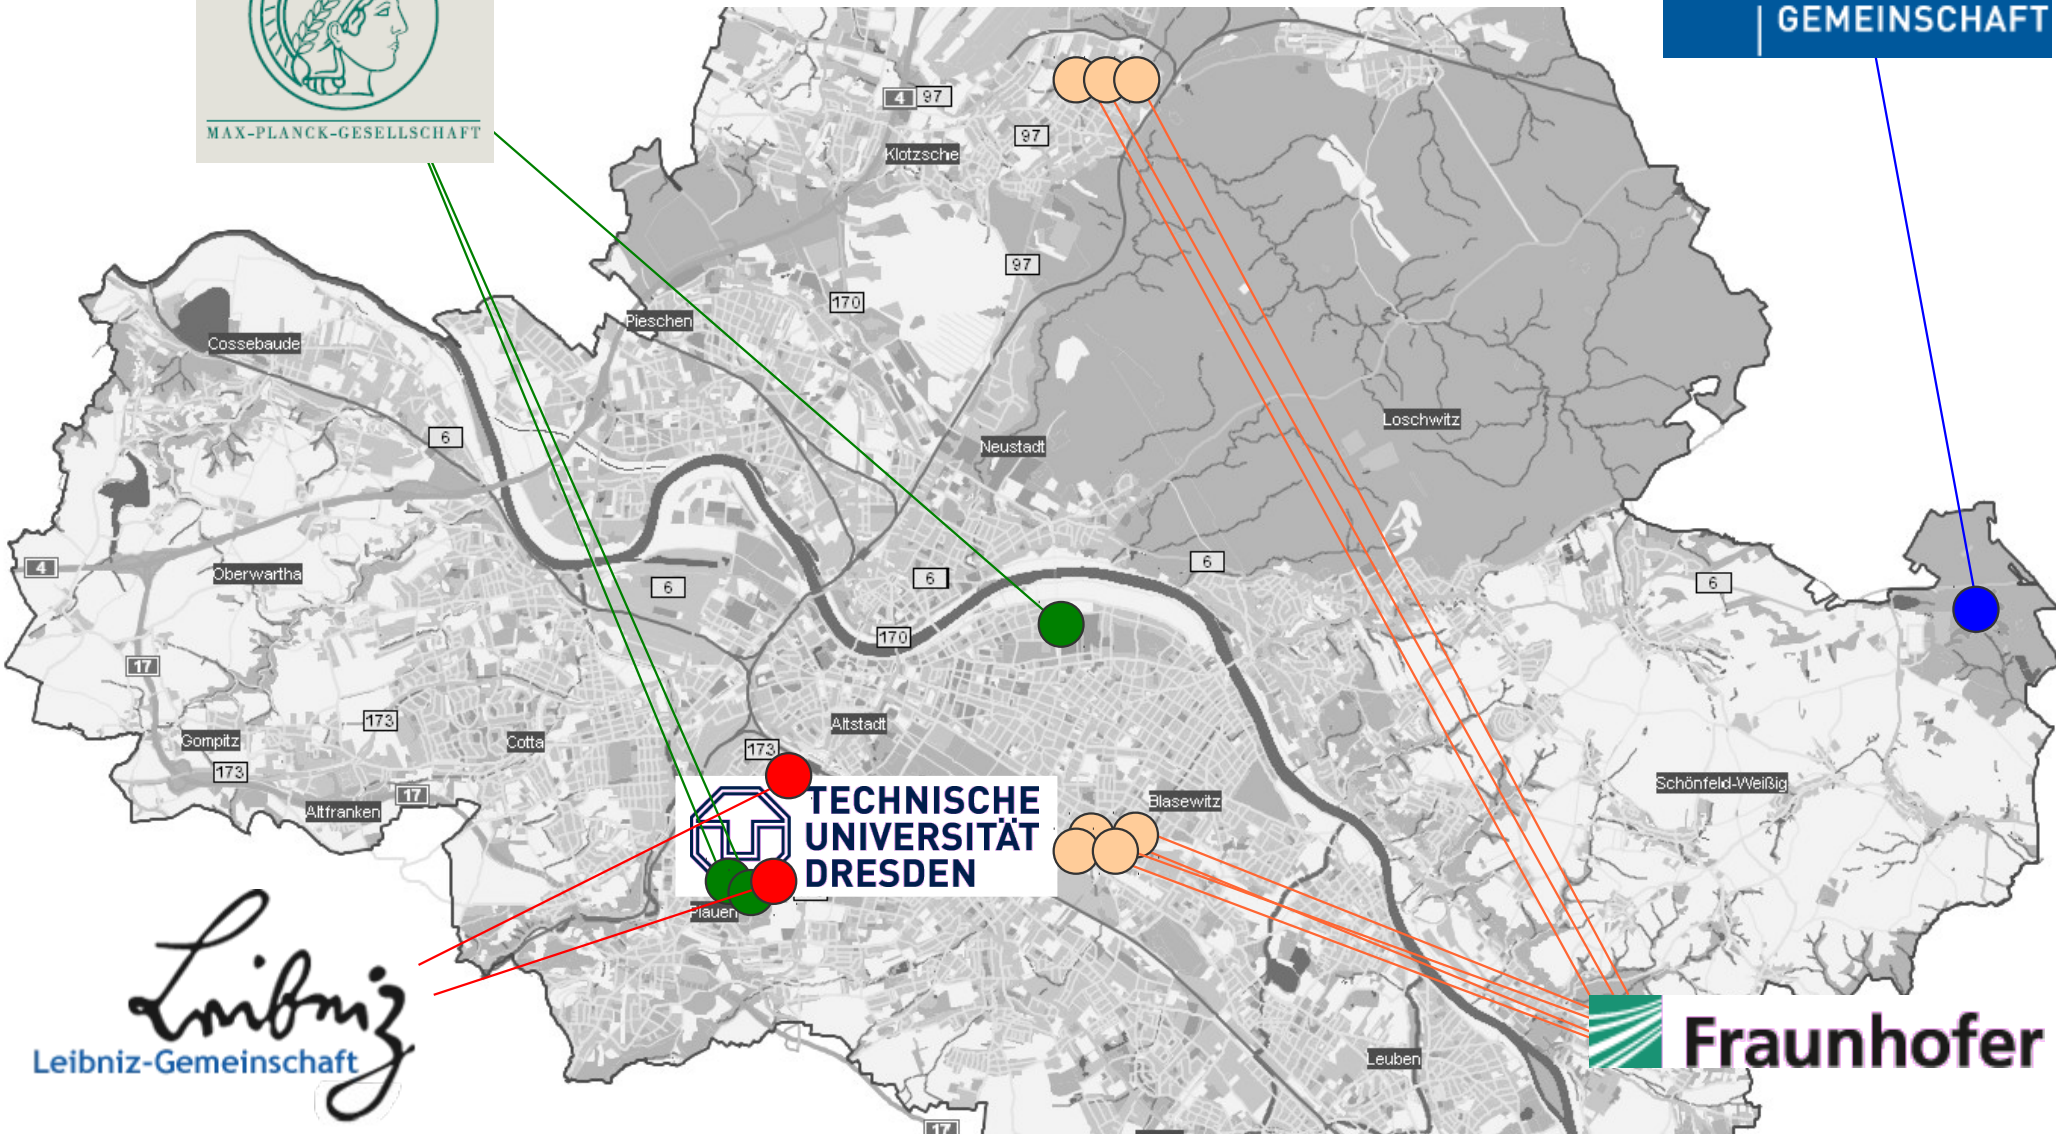 GEMEINSCHAFT
MAX-PLANCK-GESELLSCHAFT
4 97
97
Klotzsche
97
170
Pieschen
Cossebaude
Loschwitz
6
Neustadt
6
4
Oberwartha
6
6
6
170
17
173
Altstadt
Gompitz
Cotta
173
173
Schönfeld-Weißig
17
Altfranken
Blasewitz
TECHNISCHE
UNIVERSITÄT
DRESDEN
Plauen
Leibniz
Leibniz-Gemeinschaft
Fraunhofer
Leuben
17